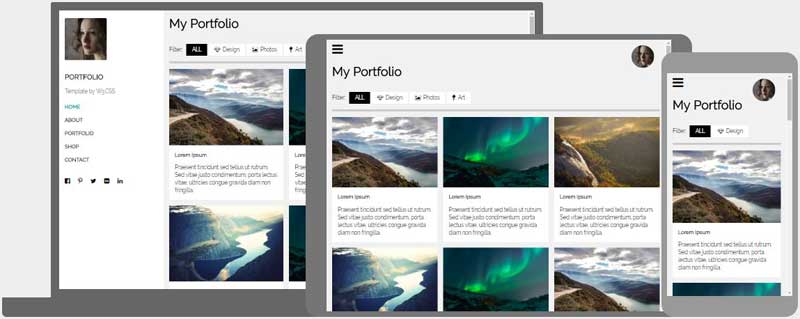 My Portfolio
Filter: ALL Design Photos Art
PORTFOLIO
Template by W3.CSS
HOME
ABOUT
PORTFOLIO
SHOP
CONTACT
Lorem Ipsum
Praesent tincidunt sed tellus ut rutrum.
Sed vitae justo condimentum, porta lectus
vitae, ultricies congue gravida diam non
fringilla.
My Portfolio
Filter: ALL Design Photos Art
Lorem Ipsum
Praesent tincidunt sed tellus ut rutrum.
Sed vitae justo condimentum, porta lectus
vitae, ultricies congue gravida
diam non fringilla.
Lorem Ipsum
Praesent tincidunt sed tellus ut rutrum.
Sed vitae justo condimentum, porta lectus
vitae, ultricies congue gravida
diam non fringilla.
Lorem Ipsum
Praesent tincidunt sed tellus ut rutrum.
Sed vitae justo condimentum, porta lectus
vitae, ultricies congue gravida
diam non fringilla.
My Portfolio
Filter: ALL Design
Lorem Ipsum
Praesent tincidunt sed tellus ut rutrum.
Sed vitae justo condimentum, porta lectus
vitae, ultricies congue gravida
diam non fringilla.